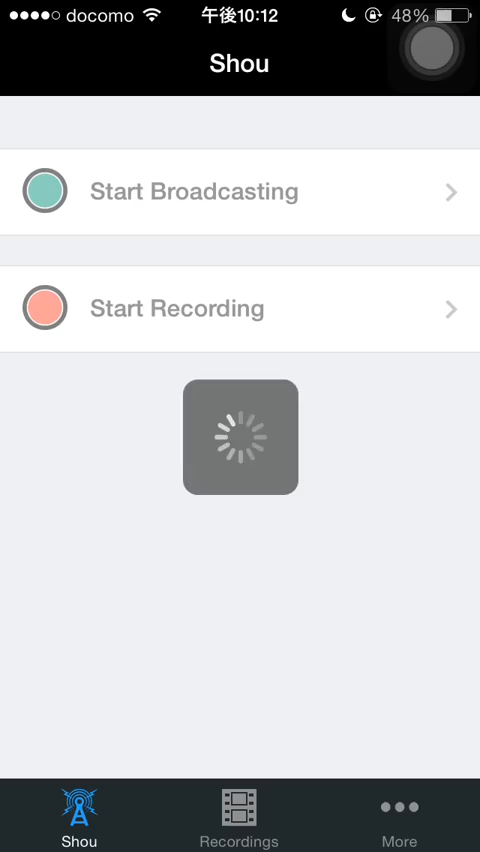 docomo 午後10:12 48%
Shou
Start Broadcasting
Start Recording
Shou Recordings More